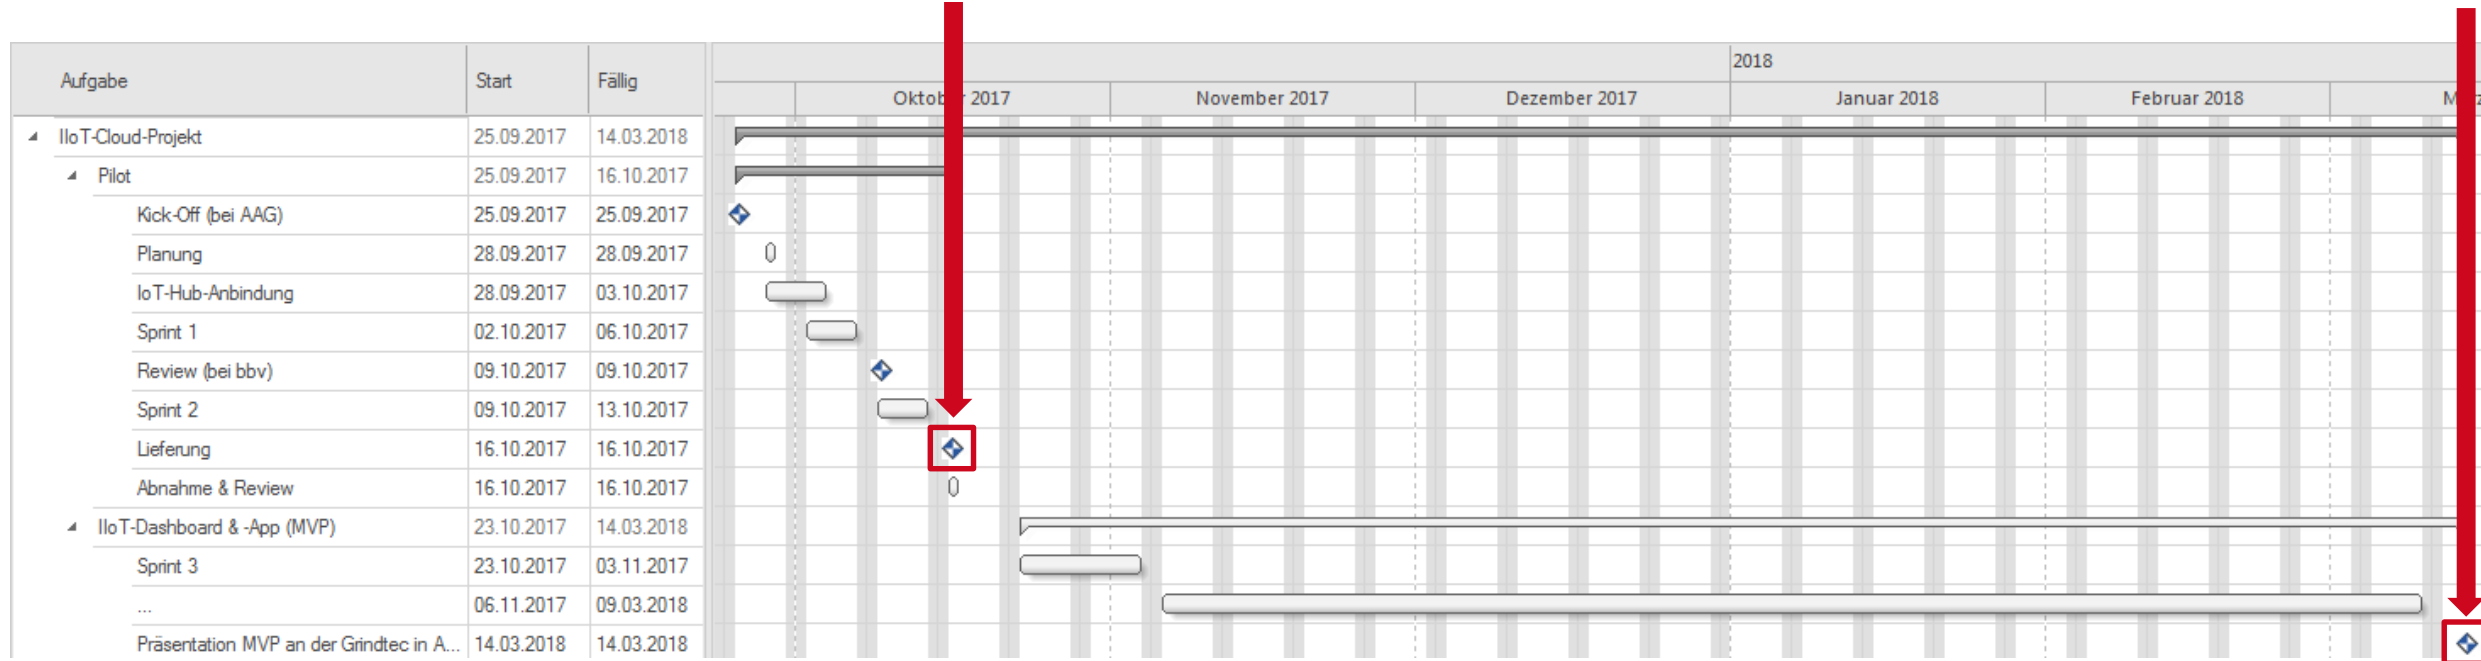 2018
Aufgabe Start Fällig
Oktober 2017 November 2017 Dezember 2017 Januar 2018 Februar 2018
IIoT-Cloud-Projekt 25.09.2017 14.03.2018
Pilot 25.09.2017 16.10.2017
Kick-Off (bei AAG) 25.09.2017 25.09.2017
Planung 28.09.2017 28.09.2017
IoT-Hub-Anbindung 28.09.2017 03.10.2017
Sprint 1 02.10.2017 06.10.2017
Review (bei bbv) 09.10.2017 09.10.2017
Sprint 2 09.10.2017 13.10.2017
Lieferung 16.10.2017 16.10.2017
Abnahme & Review 16.10.2017 16.10.2017
IIoT-Dashboard & -App (MVP) 23.10.2017 14.03.2018
Sprint 3 23.10.2017 03.11.2017
... 06.11.2017 09.03.2018
Präsentation MVP an der Grindtec in A... 14.03.2018 14.03.2018